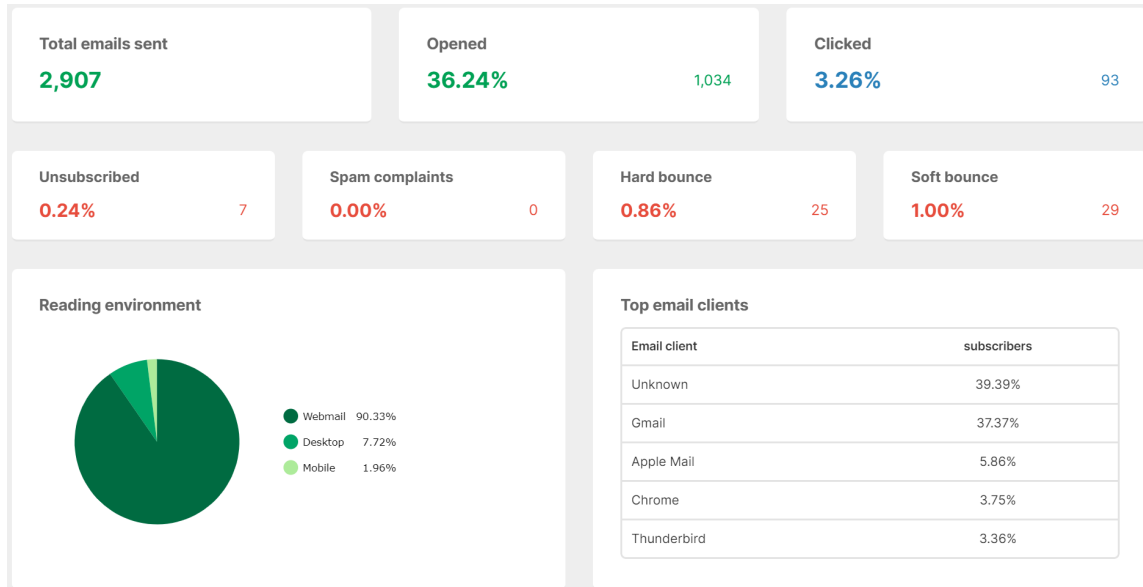 Total emails sent
2,907
Opened
36.24% 1,034
Clicked
3.26% 93
Unsubscribed
0.24% 7
Spam complaints
0.00% 0
Hard bounce
0.86% 25
Soft bounce
1.00% 29
Reading environment
Webmail 90.33%
Desktop 7.72%
Mobile 1.96%
Top email clients
Email client subscribers
Unknown 39.39%
Gmail 37.37%
Apple Mail 5.86%
Chrome 3.75%
Thunderbird 3.36%